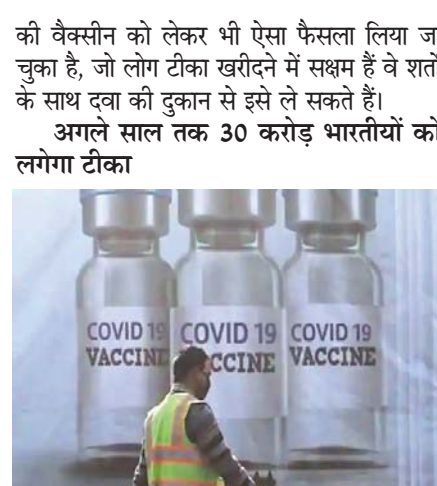 की वैक्सीन को लेकर भी ऐसा फैसला लिया ज
चुका है, जो लोग टीका खरीदने में सक्षम हैं वे शर्तों
के साथ दवा की दुकान से इसे ले सकते हैं।
अगले साल तक 30 करोड़ भारतीयों को
लगेगा टीका
COVID 19 COVID 19 COVID 19
VACCINE CCINE VACCINE